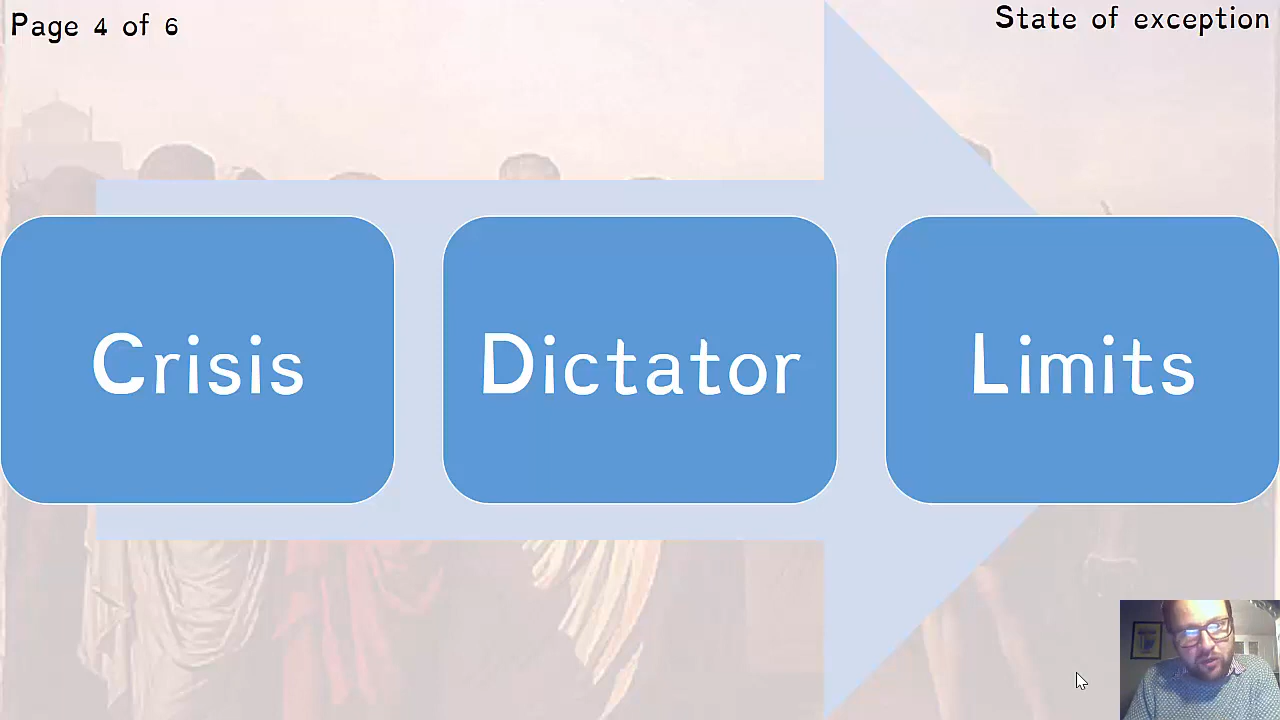 Page 4 of 6
State of exception
Crisis
Dictator
Limits